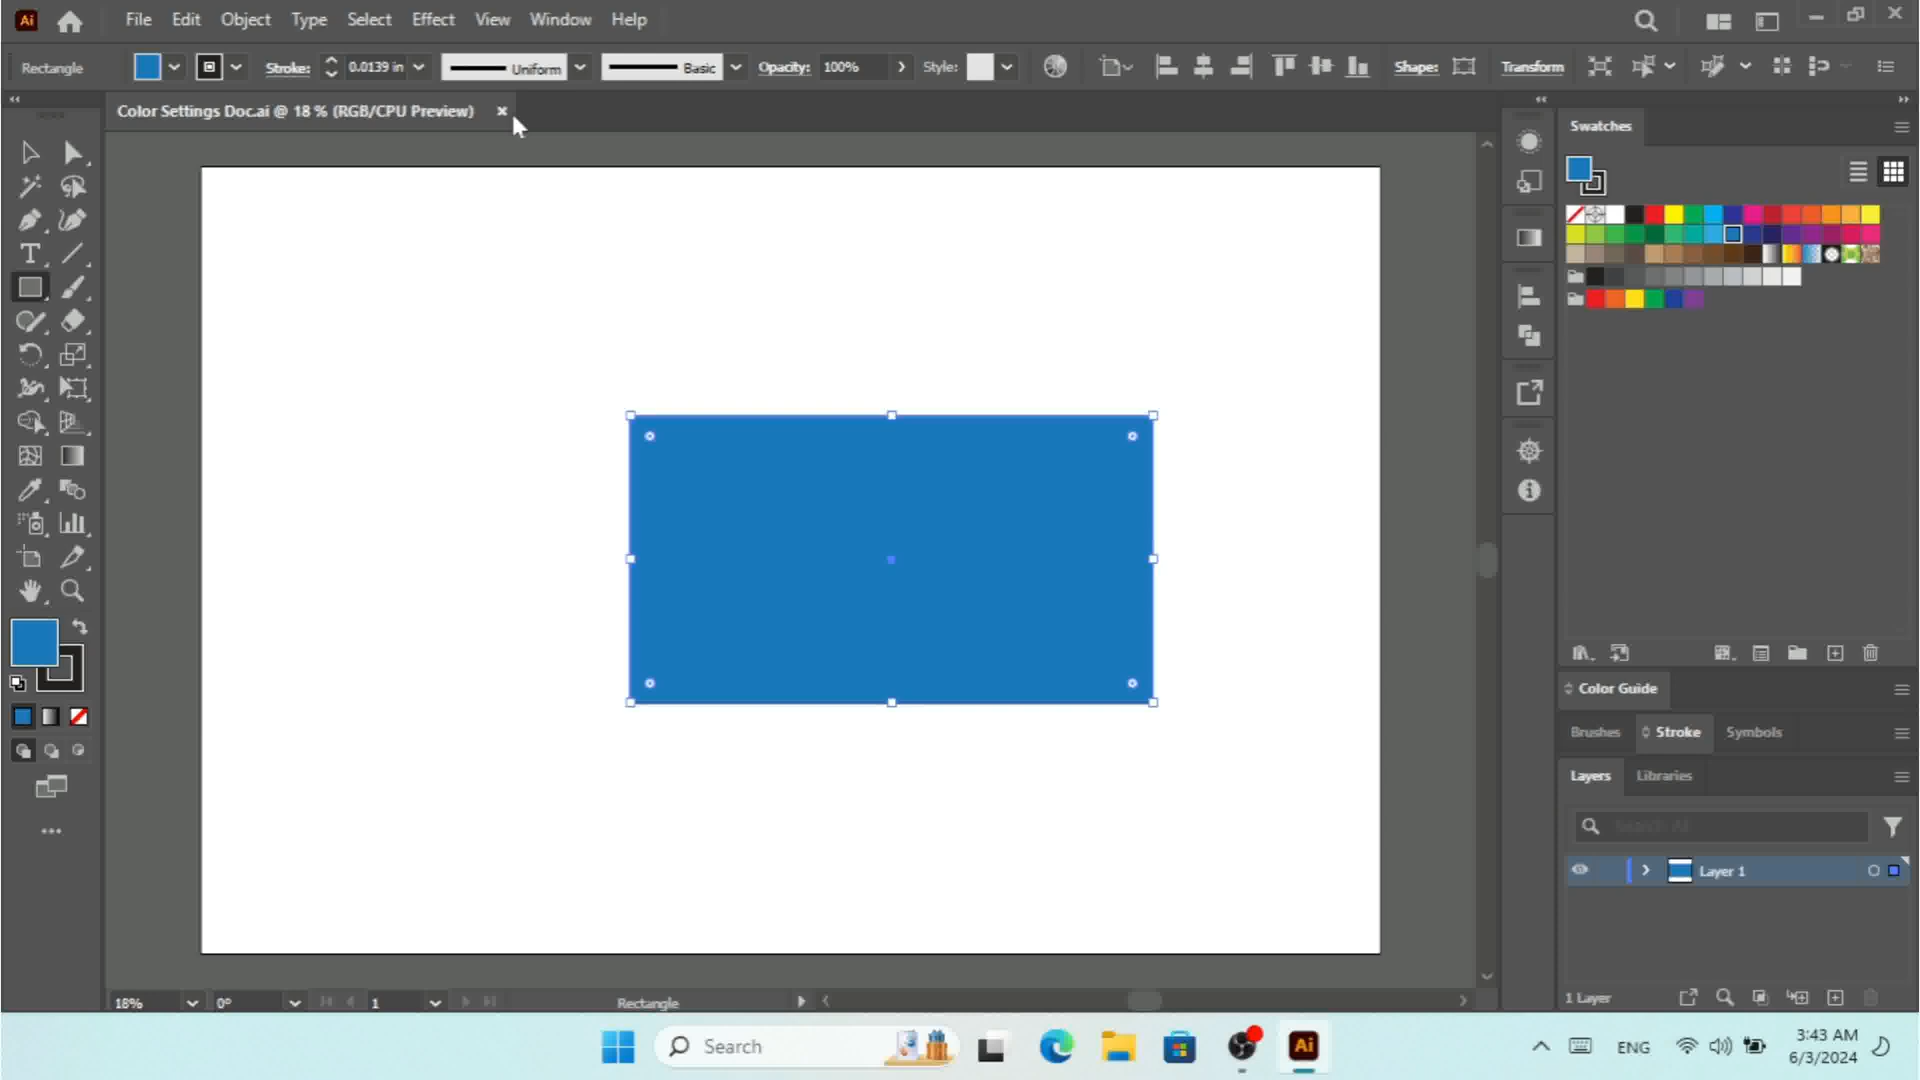 Ai File Edit Object Type Select Effect View Window Help
Rectangle Stroke: 0.0139 in Uniform Basic Opacity: 100% Style: Shape: Transform
Color Settings Doc.ai @ 18 % (RGB/CPU Preview)
Swatches
Color Guide
Brushes Stroke Symbols
Layers Libraries
Search All
Layer 1
1 Layer
18% 0° 1 Rectangle
Search
Ai
ENG
3:43 AM
6/3/2024